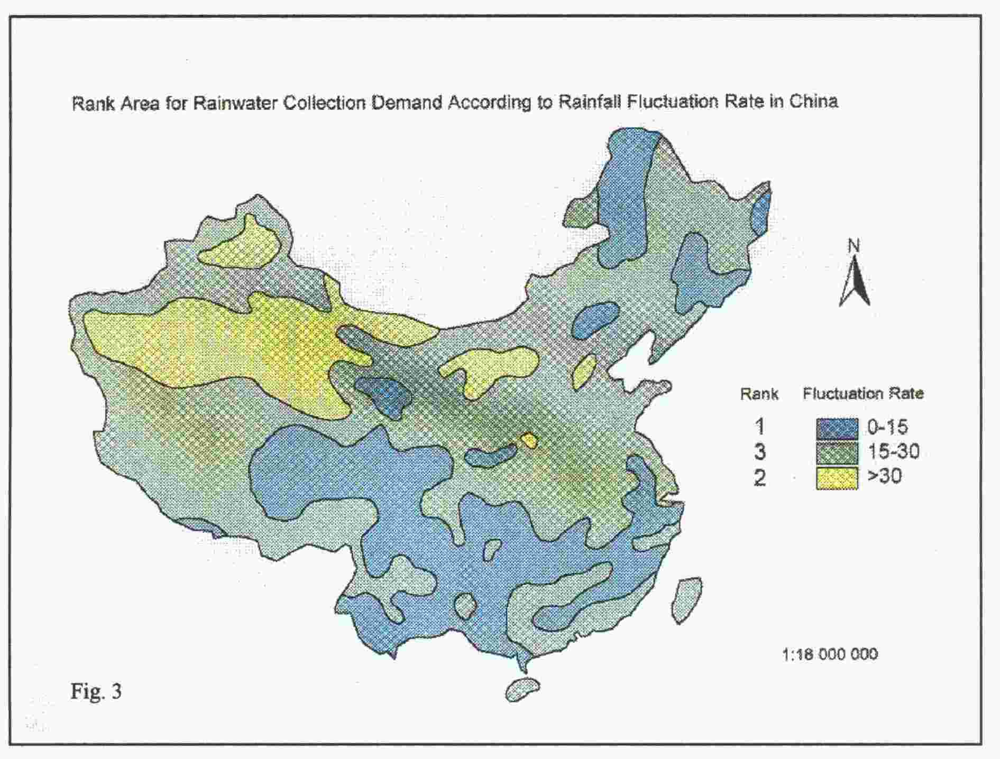 Rank Area for Rainwater Collection Demand According to Rainfall Fluctuation Rate in China
N
Rank Fluctuation Rate
1 0-15
3 15-30
2 >30
1:18 000 000
Fig. 3